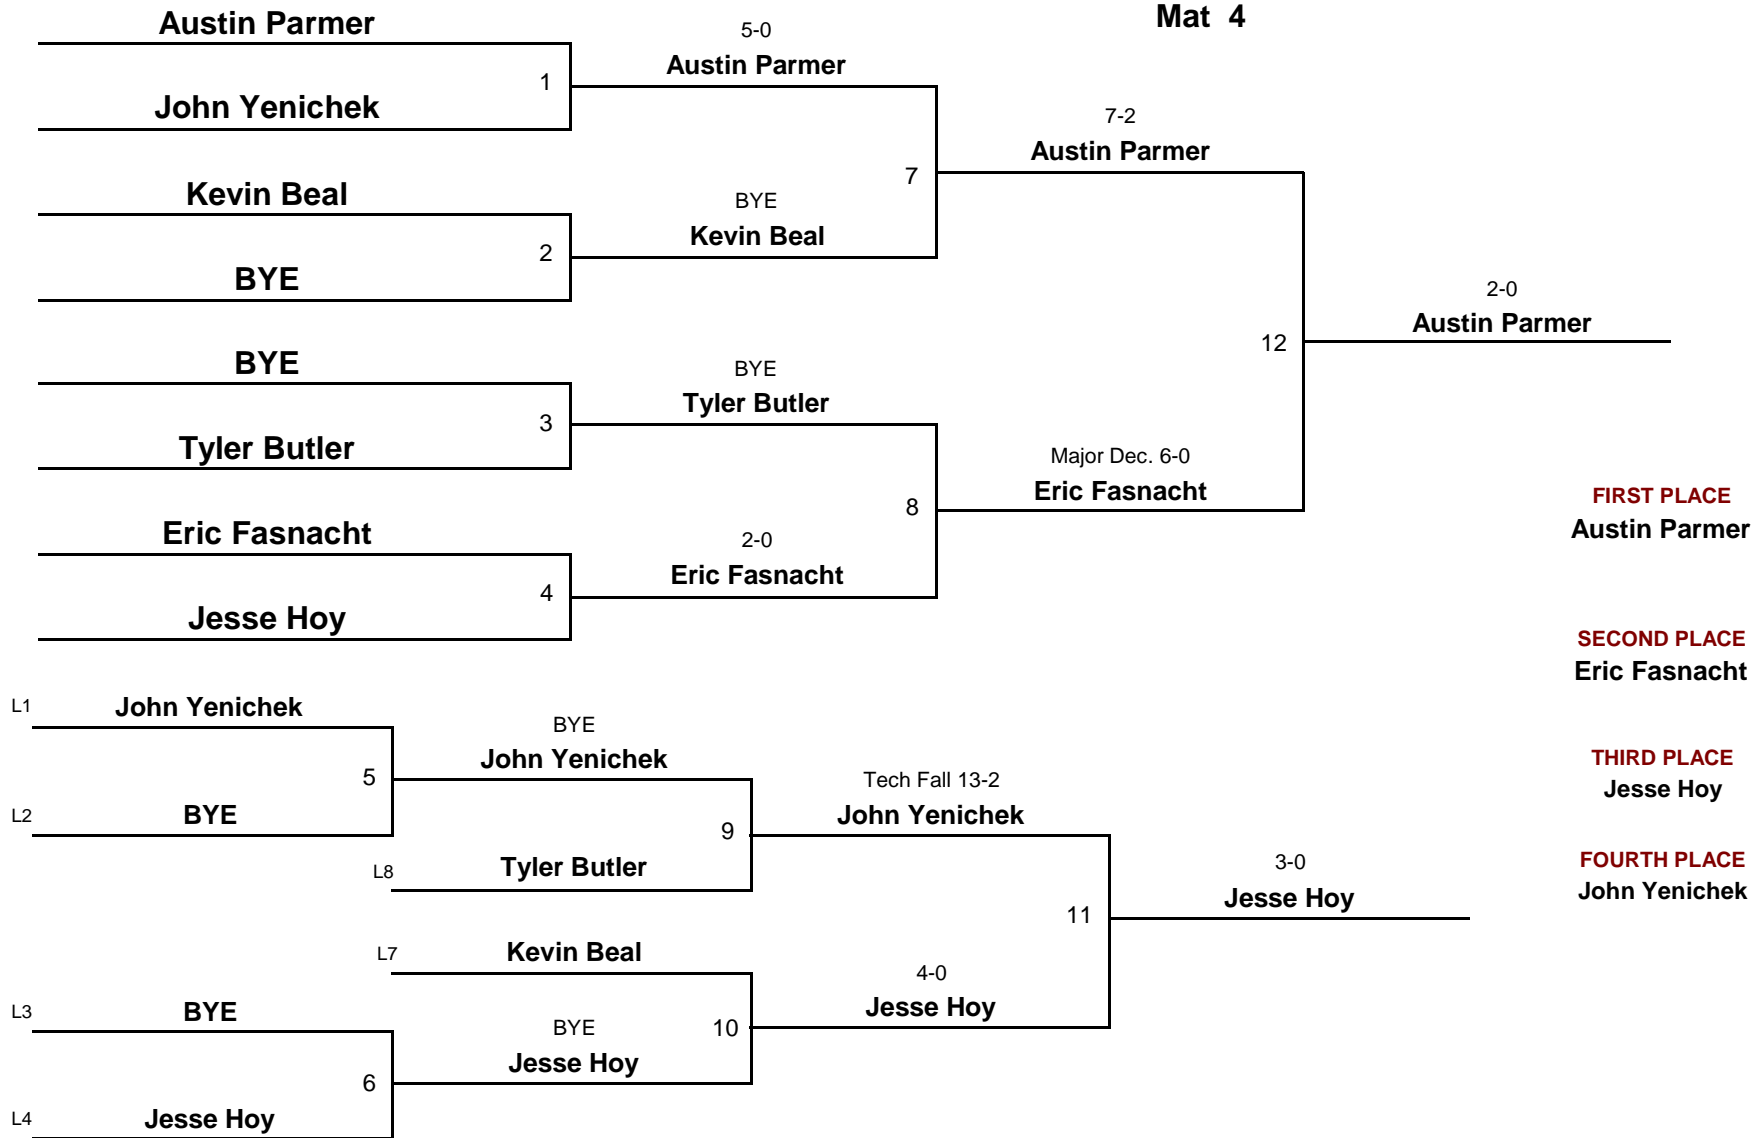 Mat 4
Austin Parmer
5-0
Austin Parmer
1
John Yenichek
7-2
Austin Parmer
7
Kevin Beal
BYE
Kevin Beal
2
BYE
2-0
Austin Parmer
12
BYE
BYE
Tyler Butler
3
Tyler Butler
Major Dec. 6-0
Eric Fasnacht
8
Eric Fasnacht
2-0
Eric Fasnacht
4
Jesse Hoy
FIRST PLACE
Austin Parmer
SECOND PLACE
Eric Fasnacht
THIRD PLACE
Jesse Hoy
FOURTH PLACE
John Yenichek
L1 John Yenichek
BYE
John Yenichek
5
L2 BYE
Tech Fall 13-2
John Yenichek
9
L8 Tyler Butler
3-0
Jesse Hoy
11
L7 Kevin Beal
4-0
Jesse Hoy
L3 BYE
BYE
10
Jesse Hoy
6
L4 Jesse Hoy